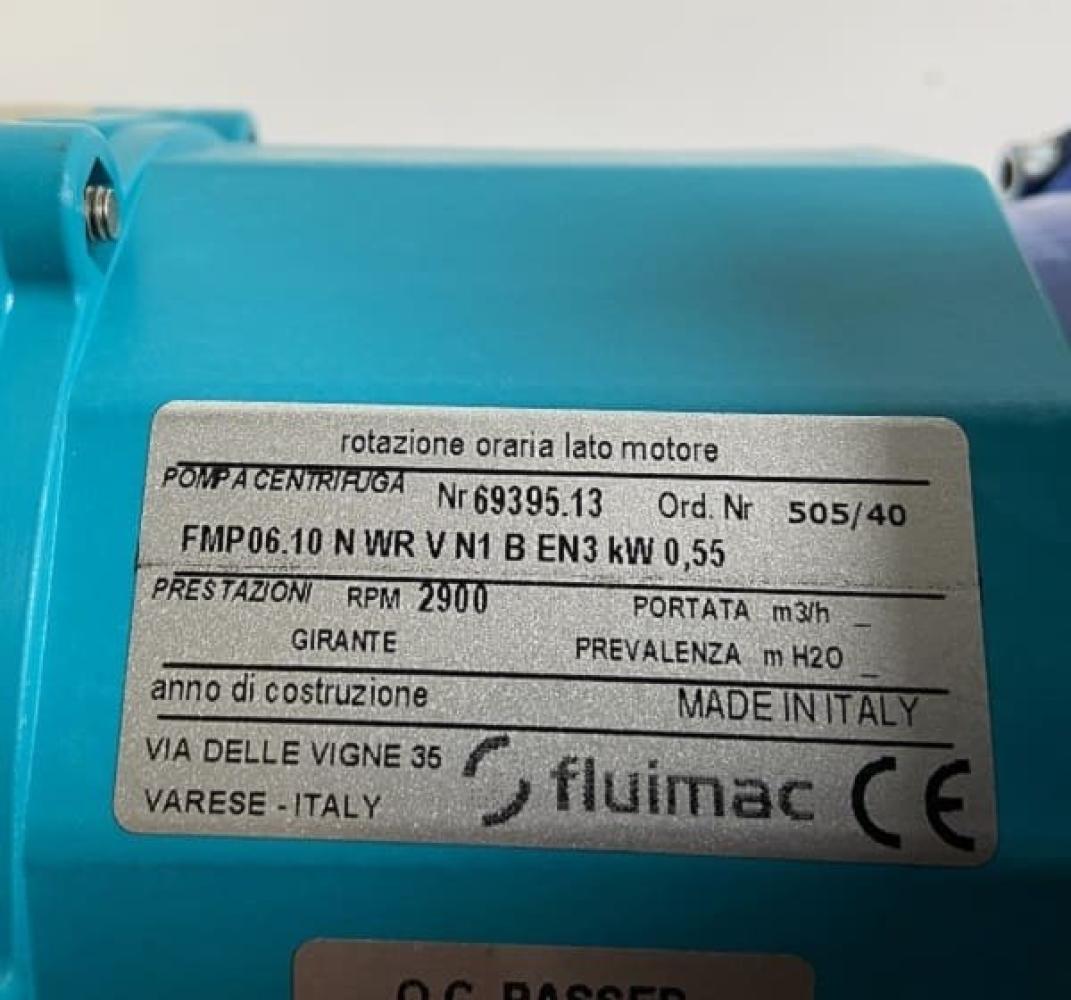 rotazione oraria lato motore
POMPA CENTRIFUGA Nr 69395.13 Ord. Nr 505/40
FMP06.10 N WR V N1 B EN3 kW 0,55
PRESTAZIONI RPM 2900 PORTATA m3/h _
GIRANTE PREVALENZA m H2O _
anno di costruzione MADE IN ITALY
VIA DELLE VIGNE 35
VARESE - ITALY
fluimac CE
Q.C. PASSED